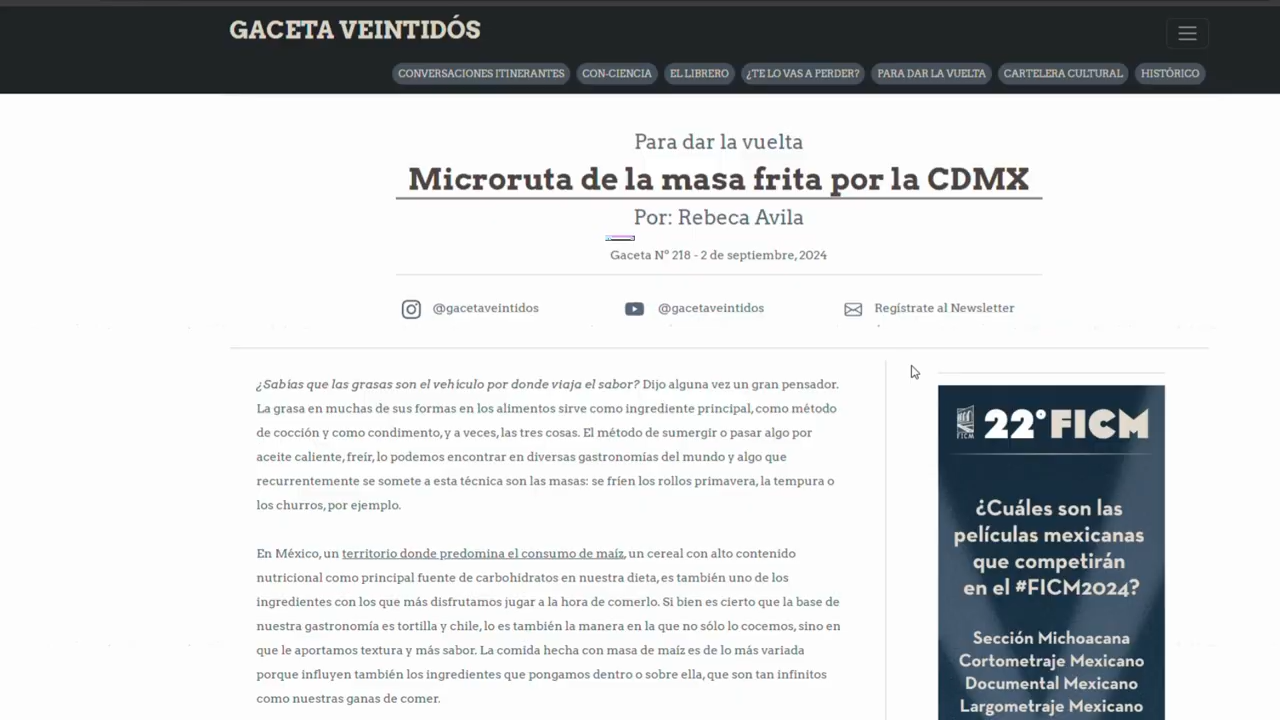 GACETA VEINTIDÓS
CONVERSACIONES ITINERANTES CON-CIENCIA EL LIBRERO ¿TE LO VAS A PERDER? PARA DAR LA VUELTA CARTELERA CULTURAL HISTÓRICO
Para dar la vuelta
Microruta de la masa frita por la CDMX
Por: Rebeca Avila
Gaceta N° 218 - 2 de septiembre, 2024
@gacetaveintidos @gacetaveintidos Regístrate al Newsletter
¿Sabías que las grasas son el vehículo por donde viaja el sabor? Dijo alguna vez un gran pensador.
La grasa en muchas de sus formas en los alimentos sirve como ingrediente principal, como método
de cocción y como condimento, y a veces, las tres cosas. El método de sumergir o pasar algo por
aceite caliente, freír, lo podemos encontrar en diversas gastronomías del mundo y algo que
recurrentemente se somete a esta técnica son las masas: se fríen los rollos primavera, la tempura o
los churros, por ejemplo.
En México, un territorio donde predomina el consumo de maíz, un cereal con alto contenido
nutricional como principal fuente de carbohidratos en nuestra dieta, es también uno de los
ingredientes con los que más disfrutamos jugar a la hora de comerlo. Si bien es cierto que la base de
nuestra gastronomía es tortilla y chile, lo es también la manera en la que no sólo lo cocemos, sino en
que le aportamos textura y más sabor. La comida hecha con masa de maíz es de lo más variada
porque influyen también los ingredientes que pongamos dentro o sobre ella, que son tan infinitos
como nuestras ganas de comer.
FICM
22° FICM
¿Cuáles son las
películas mexicanas
que competirán
en el #FICM2024?
Sección Michoacana
Cortometraje Mexicano
Documental Mexicano
Largometraje Mexicano